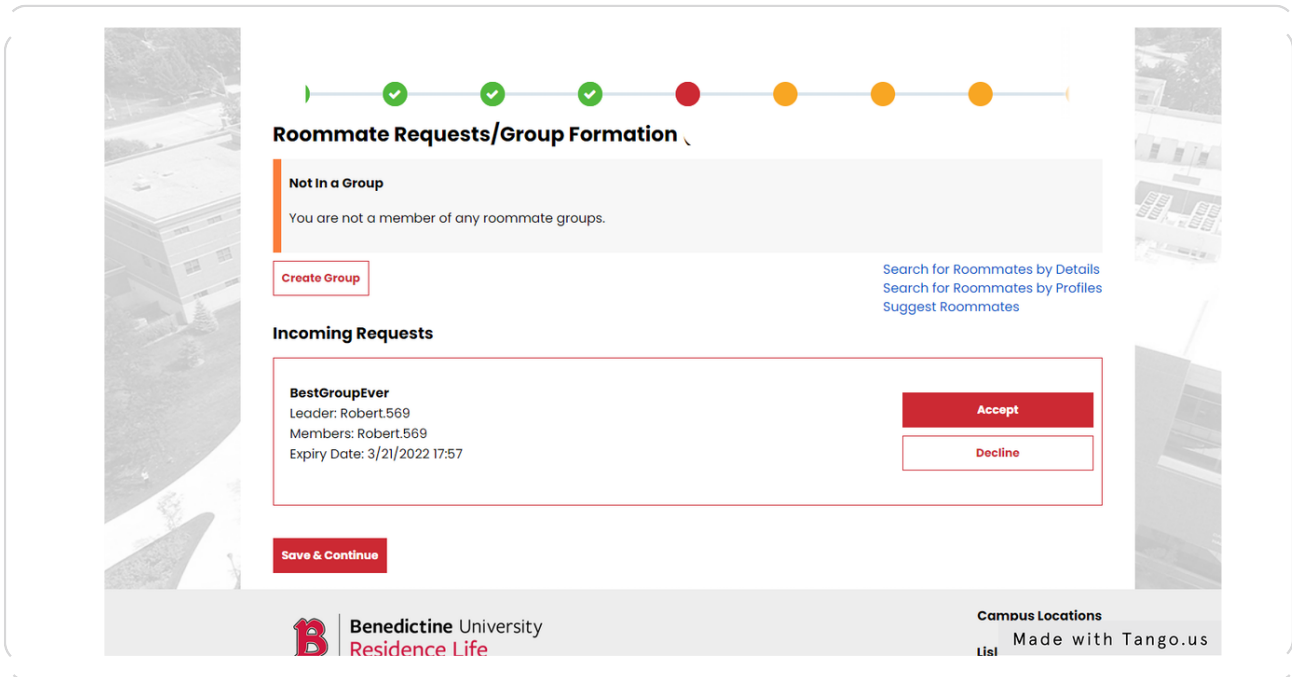 Roommate Requests/Group Formation
Not In a Group
You are not a member of any roommate groups.
Create Group
Search for Roommates by Details
Search for Roommates by Profiles
Suggest Roommates
Incoming Requests
BestGroupEver
Leader: Robert.569
Members: Robert.569
Expiry Date: 3/21/2022 17:57
Accept
Decline
Save & Continue
Benedictine University
Residence Life
Campus Locations
Made with Tango.us